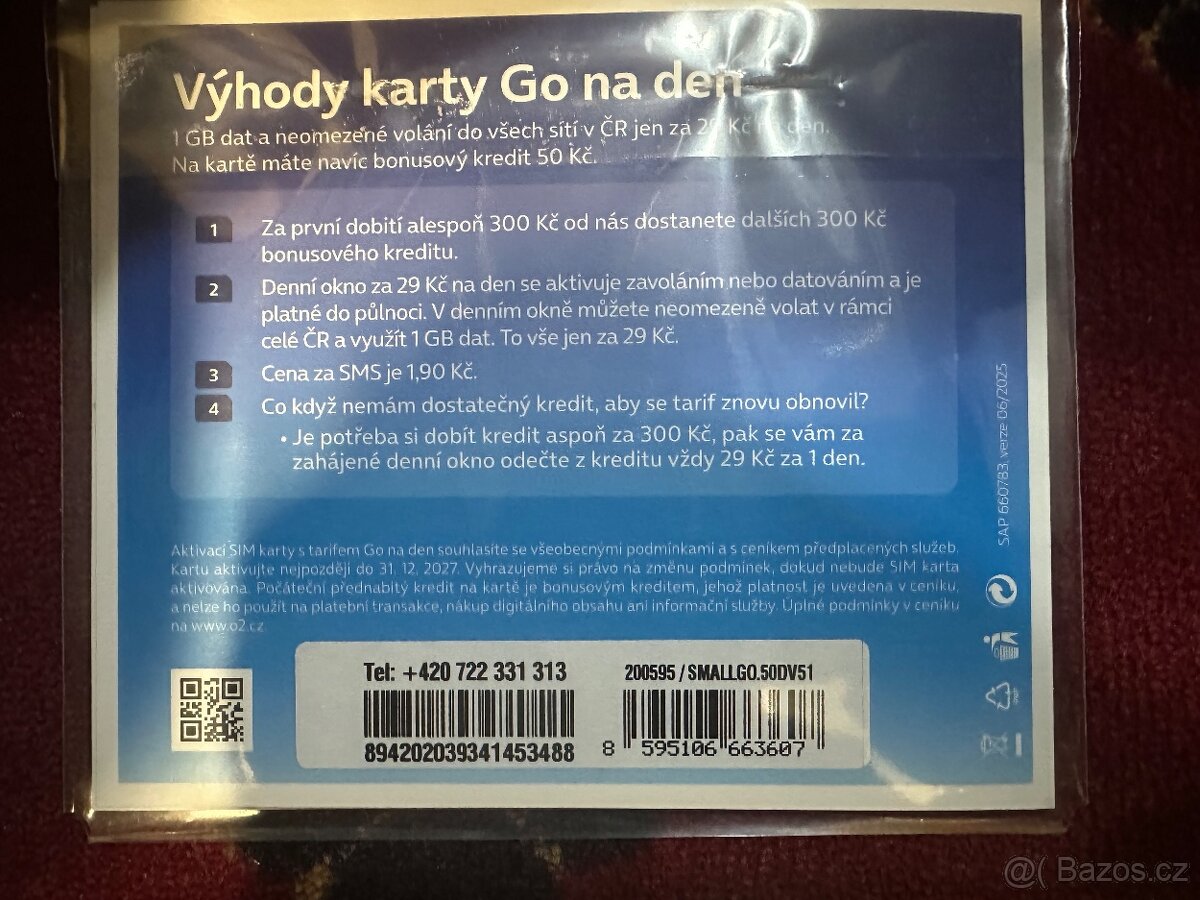 Výhody karty Go na den
1 GB dat a neomezené volání do všech sítí v ČR jen za 29 Kč na den.
Na kartě máte navíc bonusový kredit 50 Kč.
1 Za první dobití alespoň 300 Kč od nás dostanete dalších 300 Kč
bonusového kreditu.
2 Denní okno za 29 Kč na den se aktivuje zavoláním nebo datováním a je
platné do půlnoci. V denním okně můžete neomezeně volat v rámci
celé ČR a využít 1 GB dat. To vše jen za 29 Kč.
3 Cena za SMS je 1,90 Kč.
4 Co když nemám dostatečný kredit, aby se tarif znovu obnovil?
• Je potřeba si dobít kredit aspoň za 300 Kč, pak se vám za
zahájené denní okno odečte z kreditu vždy 29 Kč za 1 den.
SAP 660783, verze 06/2025
Aktivací SIM karty s tarifem Go na den souhlasíte se všeobecnými podmínkami a s ceníkem předplacených služeb.
Kartu aktivujte nejpozději do 31. 12. 2027. Vyhrazujeme si právo na změnu podmínek, dokud nebude SIM karta
aktivována. Počáteční přednabitý kredit na kartě je bonusovým kreditem, jehož platnost je uvedena v ceníku,
a nelze ho použít na platební transakce, nákup digitálního obsahu ani informační služby. Úplné podmínky v ceníku
na www.o2.cz.
Tel: +420 722 331 313
894202039341453488
200595 / SMALLGO.50DV51
8 595106 663607
@( Bazos.cz